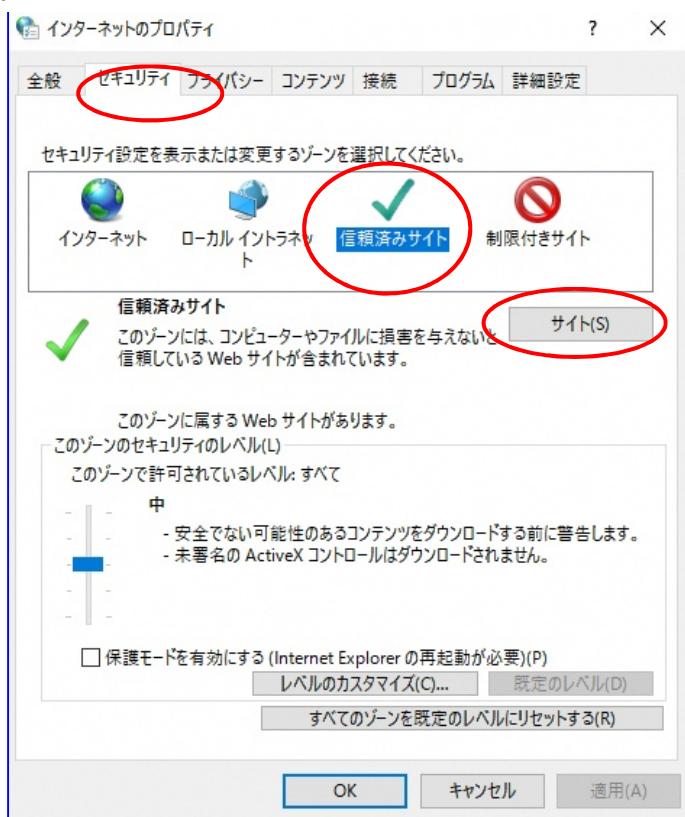 インターネットのプロパティ ? ×
全般 セキュリティ プライバシー コンテンツ 接続 プログラム 詳細設定
セキュリティ設定を表示または変更するゾーンを選択してください。
インターネット ローカル イントラネッ 信頼済みサイト 制限付きサイト
ト
信頼済みサイト
サイト(S)
このゾーンには、コンピューターやファイルに損害を与えないと
信頼している Web サイトが含まれています。
このゾーンに属する Web サイトがあります。
このゾーンのセキュリティのレベル(L)
このゾーンで許可されているレベル: すべて
中
- 安全でない可能性のあるコンテンツをダウンロードする前に警告します。
- 未署名の ActiveX コントロールはダウンロードされません。
保護モードを有効にする (Internet Explorer の再起動が必要)(P)
レベルのカスタマイズ(C)... 既定のレベル(D)
すべてのゾーンを既定のレベルにリセットする(R)
OK キャンセル 適用(A)